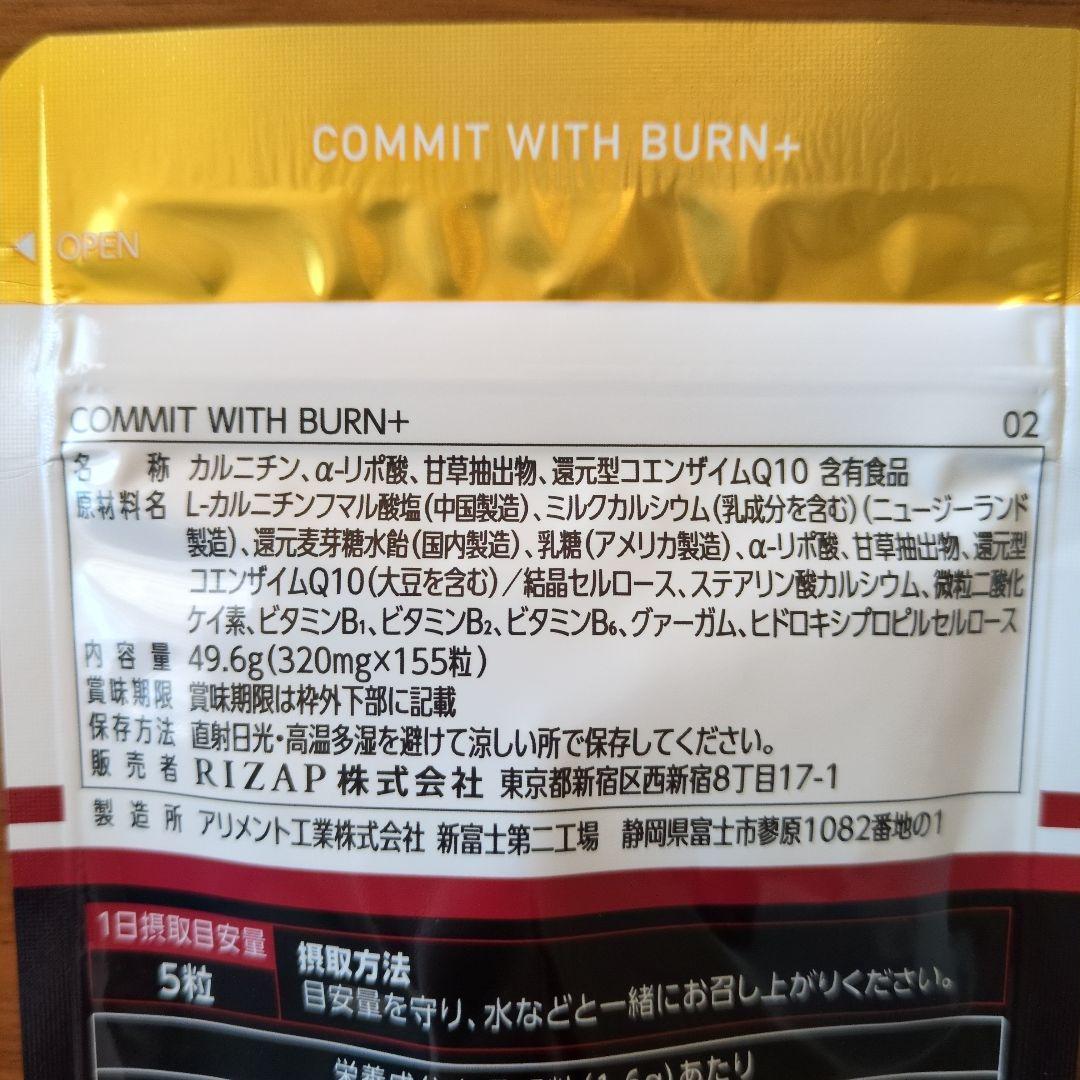 COMMIT WITH BURN+
OPEN
COMMIT WITH BURN+ 02
名称 カルニチン、α-リポ酸、甘草抽出物、還元型コエンザイムQ10 含有食品
原材料名 L-カルニチンフマル酸塩(中国製造)、ミルクカルシウム(乳成分を含む)(ニュージーランド
製造)、還元麦芽糖水飴(国内製造)、乳糖(アメリカ製造)、α-リポ酸、甘草抽出物、還元型
コエンザイムQ10(大豆を含む)/結晶セルロース、ステアリン酸カルシウム、微粒二酸化
ケイ素、ビタミンB₁、ビタミンB₂、ビタミンB₆、グァーガム、ヒドロキシプロピルセルロース
内容量 49.6g(320mg×155粒)
賞味期限 賞味期限は枠外下部に記載
保存方法 直射日光・高温多湿を避けて涼しい所で保存してください。
販売者 RIZAP株式会社 東京都新宿区西新宿8丁目17-1
製造所 アリメント工業株式会社 新富士第二工場 静岡県富士市蓼原1082番地の1
1日摂取目安量
5粒
摂取方法
目安量を守り、水などと一緒にお召し上がりください。
(1.6g)あたり